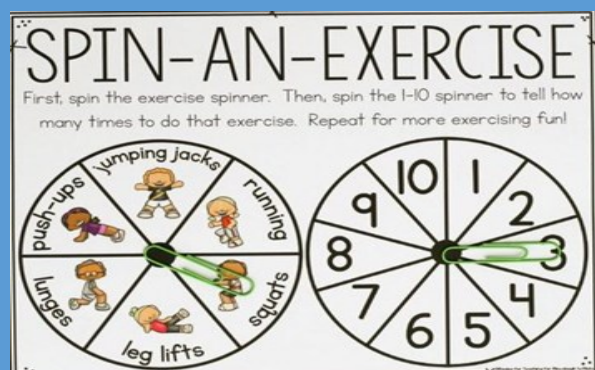 SPIN-AN-EXERCISE
First, spin the exercise spinner. Then, spin the 1-10 spinner to tell how
many times to do that exercise. Repeat for more exercising fun!
jumping jacks
running
squats
leg lifts
lunges
push-ups
1
2
3
4
5
6
7
8
9
10